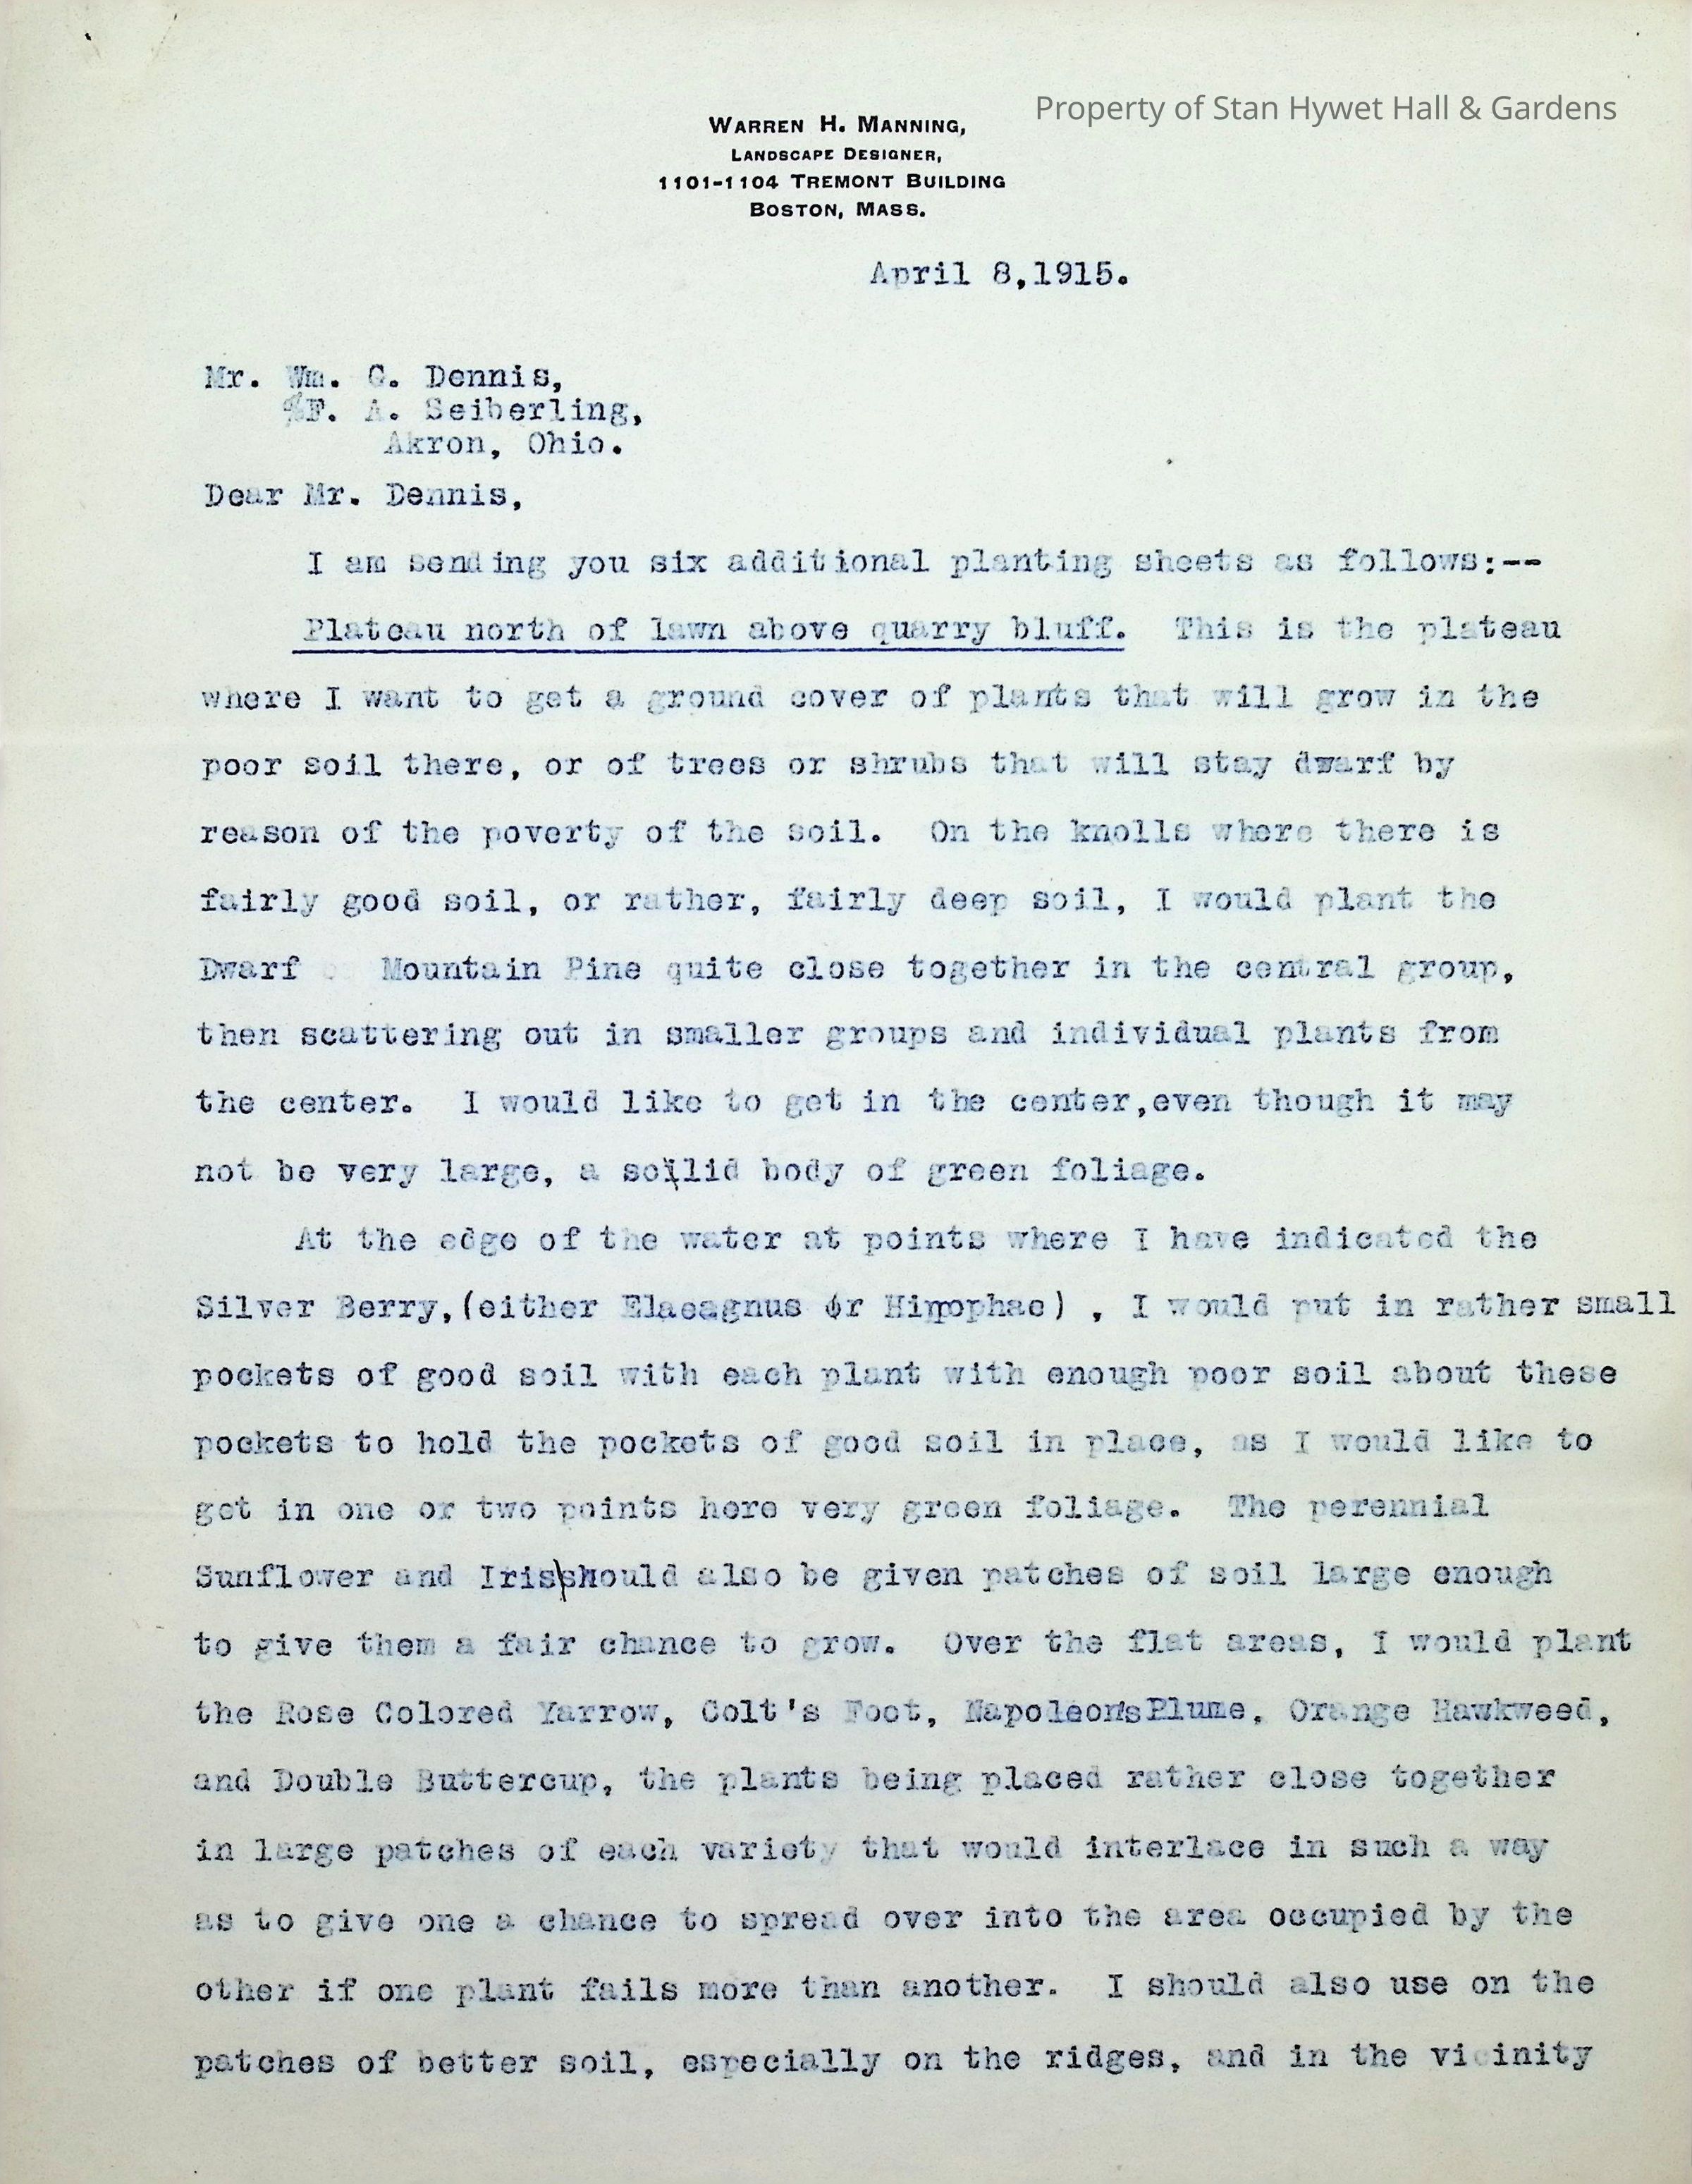 Property of Stan Hywet Hall & Gardens
WARREN H. MANNING,
LANDSCAPE DESIGNER,
1101-1104 TREMONT BUILDING
BOSTON, MASS.
April 8,1915.
Mr. Wm. G. Dennis,
%F. A. Seiberling,
Akron, Ohio.
Dear Mr. Dennis,
I am sending you six additional planting sheets as follows:--
Plateau north of lawn above quarry bluff. This is the plateau
where I want to get a ground cover of plants that will grow in the
poor soil there, or of trees or shrubs that will stay dwarf by
reason of the poverty of the soil. On the knolls where there is
fairly good soil, or rather, fairly deep soil, I would plant the
Dwarf Mountain Pine quite close together in the central group,
then scattering out in smaller groups and individual plants from
the center. I would like to get in the center,even though it may
not be very large, a soilid body of green foliage.
At the edge of the water at points where I have indicated the
Silver Berry,(either Elaeagnus or Hippophae) , I would put in rather small
pockets of good soil with each plant with enough poor soil about these
pockets to hold the pockets of good soil in place, as I would like to
get in one or two points here very green foliage. The perennial
Sunflower and Iris\should also be given patches of soil large enough
to give them a fair chance to grow. Over the flat areas, I would plant
the Rose Colored Yarrow, Colt's Foot, Napoleon's Plume, Orange Hawkweed,
and Double Buttercup, the plants being placed rather close together
in large patches of each variety that would interlace in such a way
as to give one a chance to spread over into the area occupied by the
other if one plant fails more than another. I should also use on the
patches of better soil, especially on the ridges, and in the vicinity